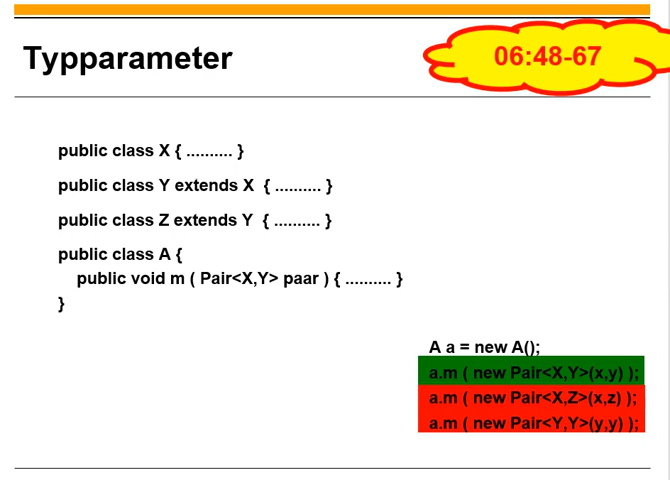 Typparameter
06:48-67
public class X { .......... }
public class Y extends X  { .......... }
public class Z extends Y  { .......... }
public class A {
    public void m ( Pair<X,Y> paar ) { .......... }
}
A a = new A();
a.m ( new Pair<X,Y>(x,y) );
a.m ( new Pair<X,Z>(x,z) );
a.m ( new Pair<Y,Y>(y,y) );